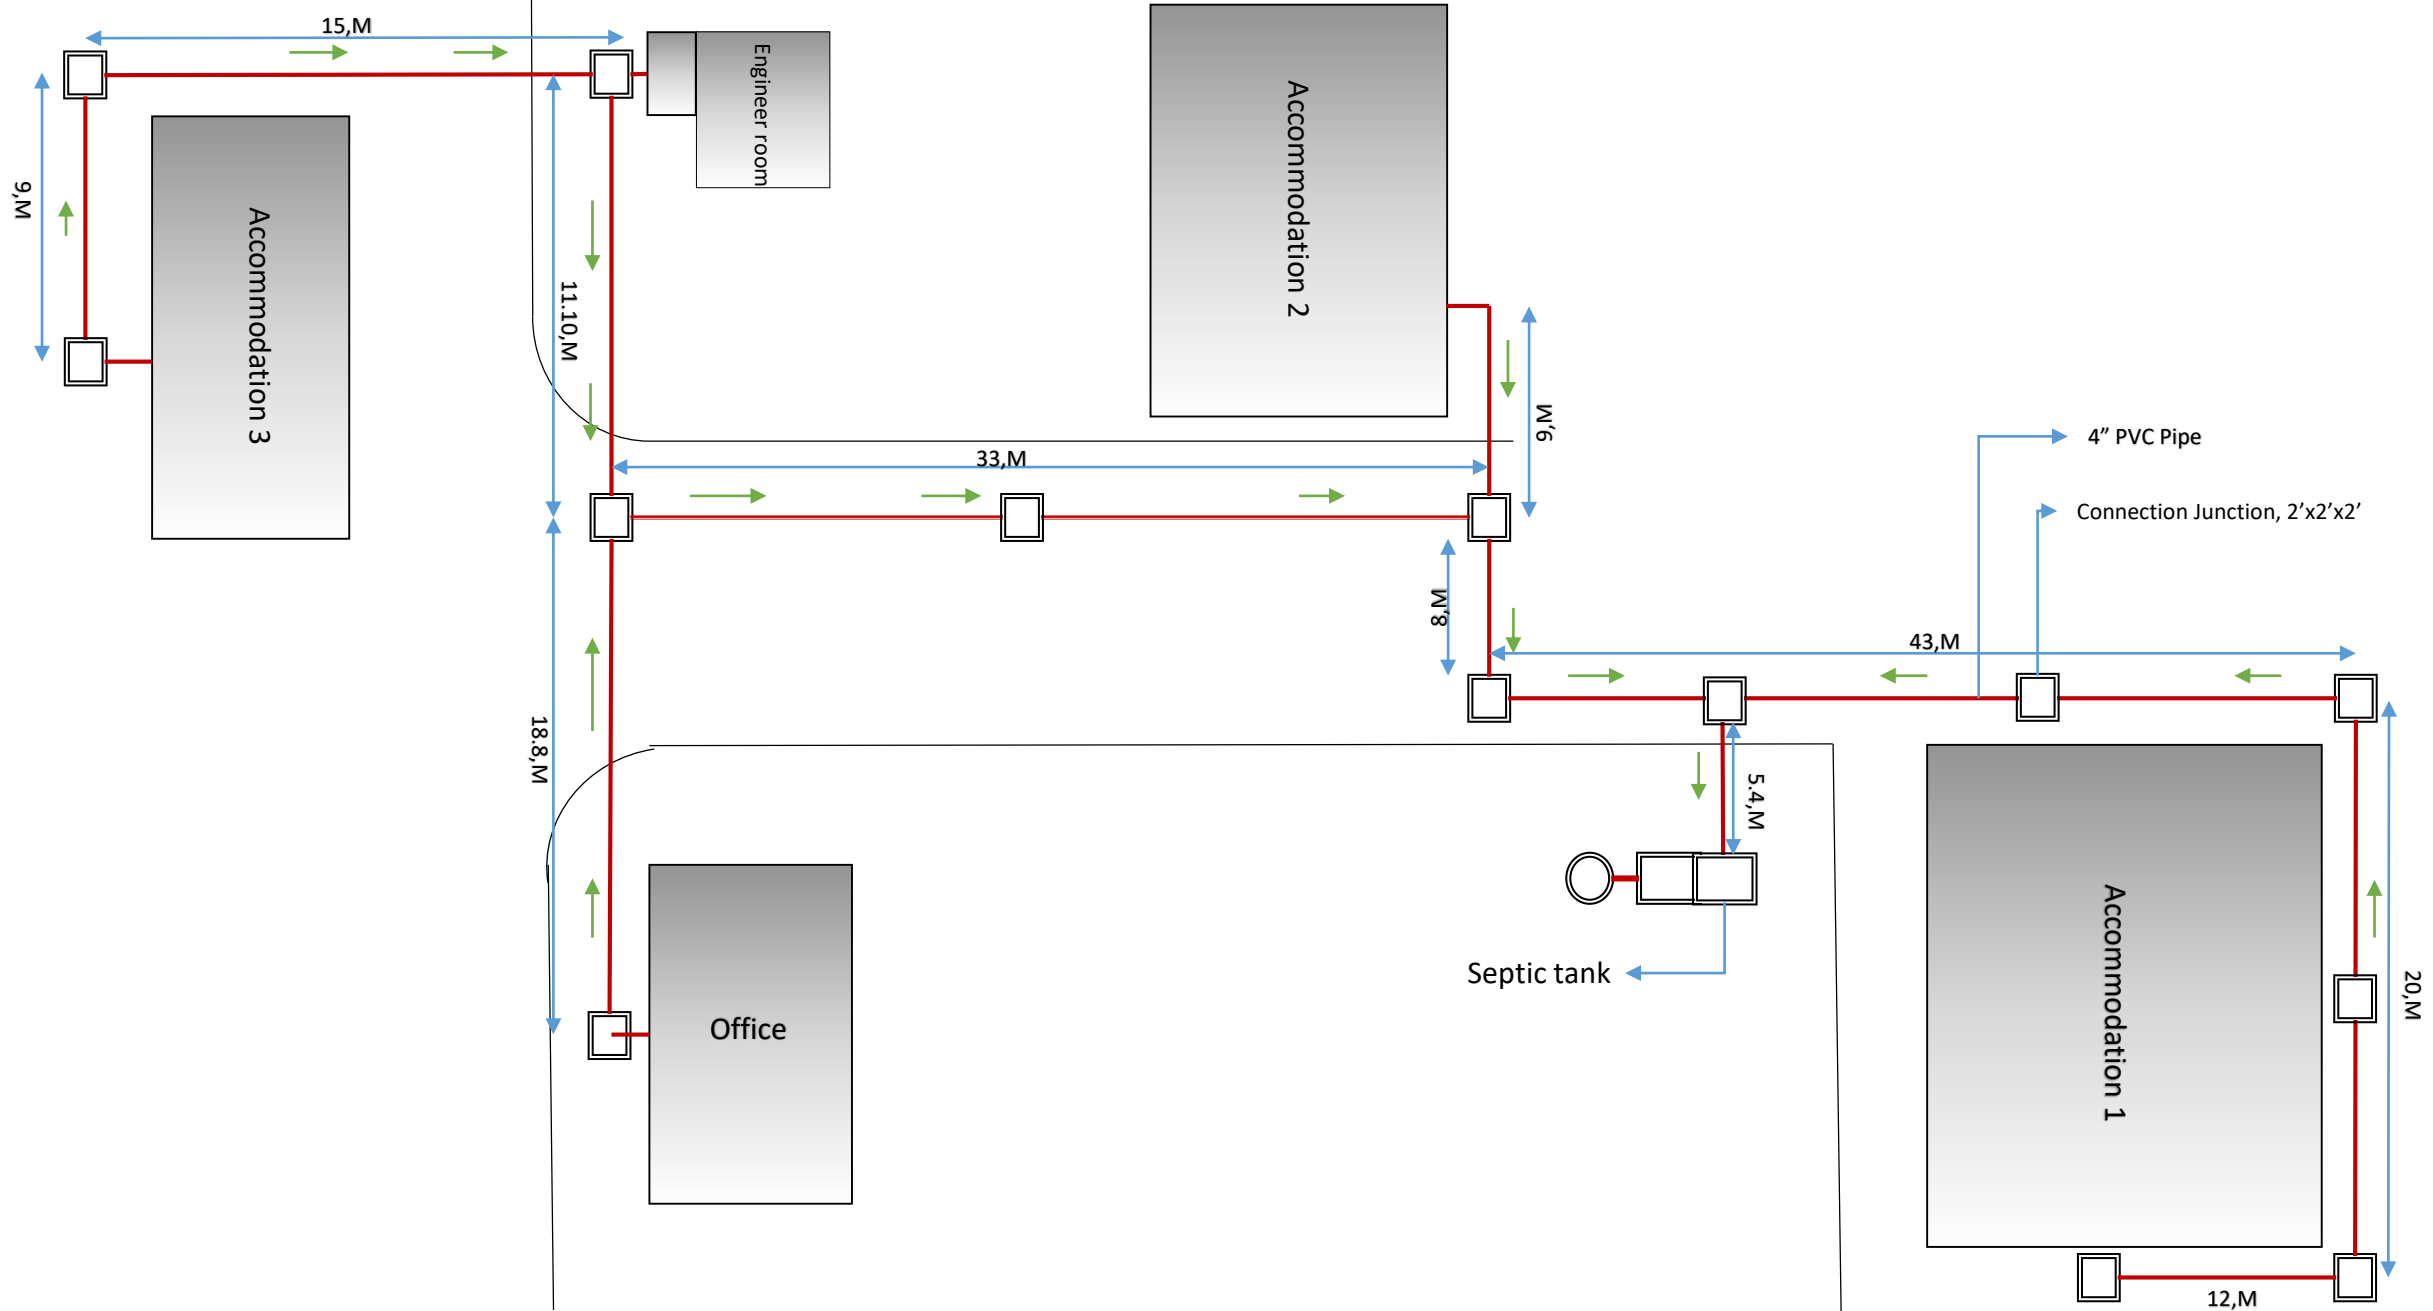 15,M
Engineer room
Accommodation 2
9,M
Accommodation 3
11.10,M
9,M
4” PVC Pipe
33,M
Connection Junction, 2’x2’x2’
8,M
43,M
18.8,M
5.4,M
Septic tank
Office
Accommodation 1
20,M
12,M